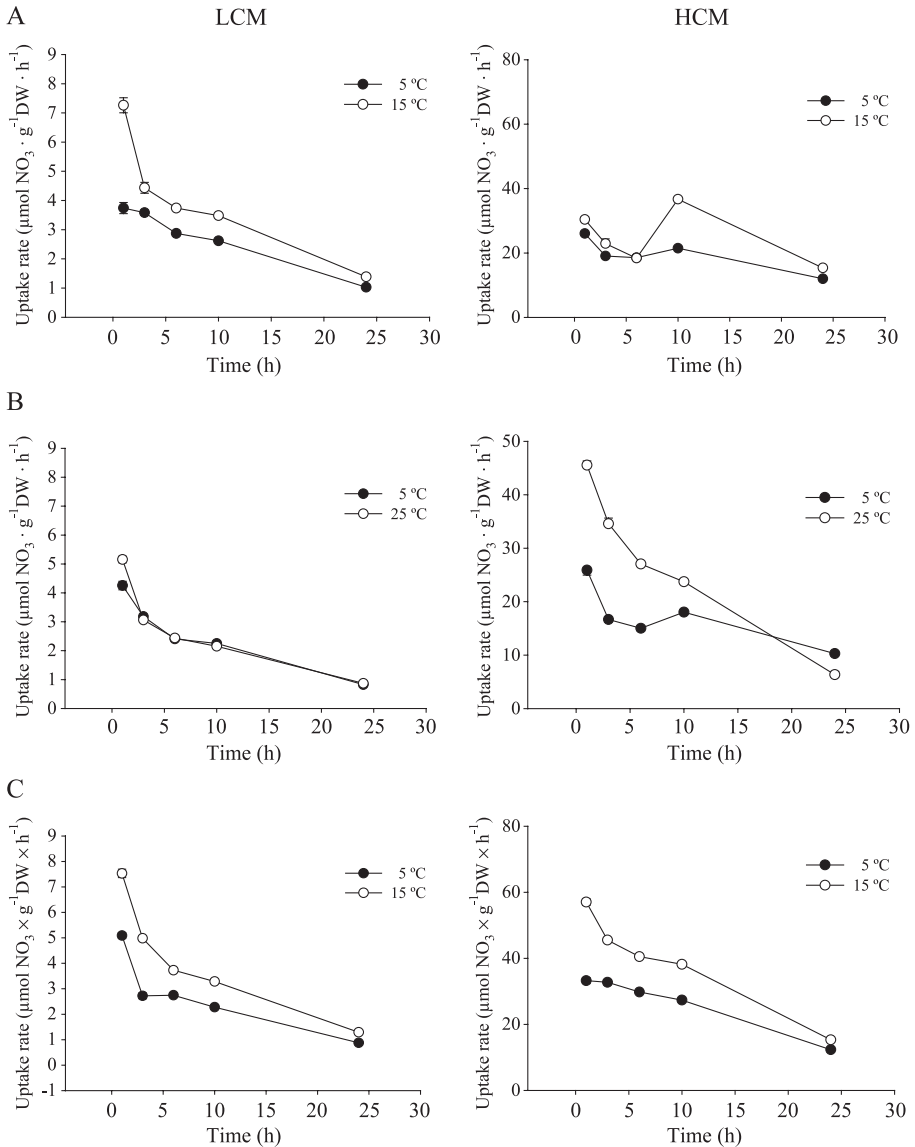 A
LCM
HCM
Uptake rate (µmol NO3 · g-1DW · h-1)
9
8
7
6
5
4
3
2
1
0
5 ºC
15 ºC
0 5 10 15 20 25 30
Time (h)
Uptake rate (µmol NO3 · g-1DW · h-1)
80
60
40
20
0
5 ºC
15 ºC
0 5 10 15 20 25 30
Time (h)
B
Uptake rate (µmol NO3 · g-1DW · h-1)
9
8
7
6
5
4
3
2
1
0
5 ºC
25 ºC
0 5 10 15 20 25 30
Time (h)
Uptake rate (µmol NO3 · g-1DW · h-1)
50
40
30
20
10
0
5 ºC
25 ºC
0 5 10 15 20 25 30
Time (h)
C
Uptake rate (µmol NO3 × g-1DW × h-1)
9
8
7
6
5
4
3
2
1
0
-1
5 ºC
15 ºC
0 5 10 15 20 25 30
Time (h)
Uptake rate (µmol NO3 × g-1DW × h-1)
80
60
40
20
0
5 ºC
15 ºC
0 5 10 15 20 25 30
Time (h)